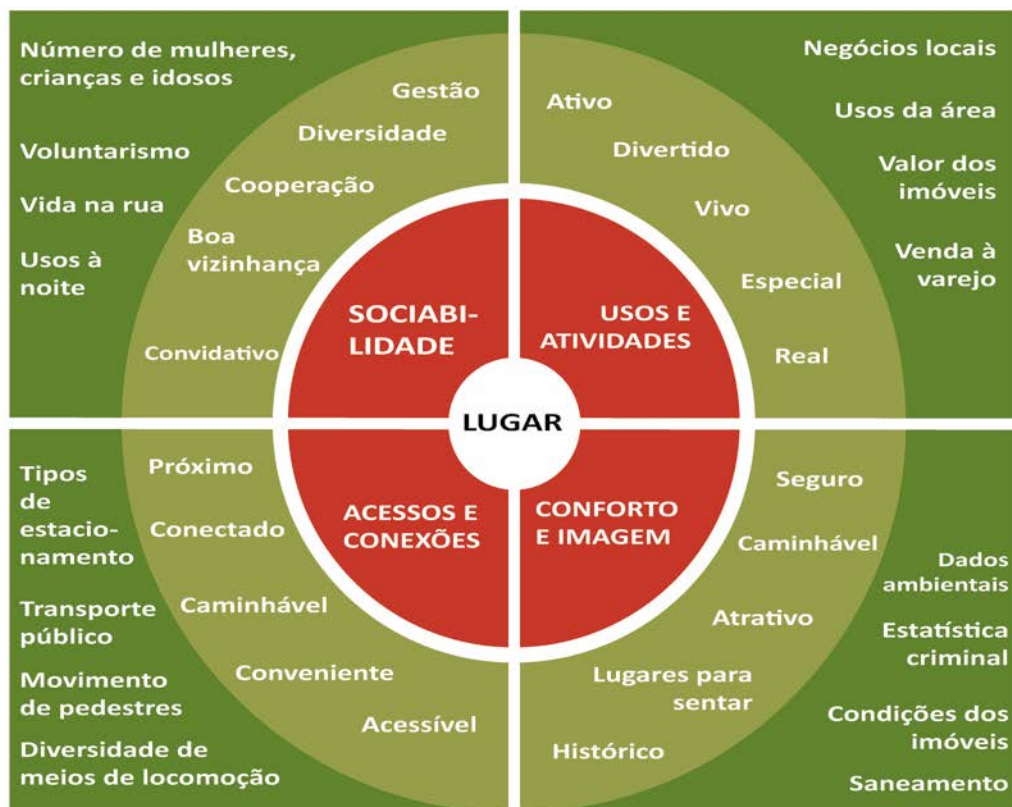 Número de mulheres,
crianças e idosos
Voluntarismo
Vida na rua
Usos à
noite
Gestão
Diversidade
Cooperação
Boa
vizinhança
Convidativo
SOCIABI-
LIDADE
Negócios locais
Usos da área
Valor dos
imóveis
Venda à
varejo
Ativo
Divertido
Vivo
Especial
Real
USOS E
ATIVIDADES
LUGAR
Tipos
de
estacio-
namento
Transporte
público
Movimento
de pedestres
Diversidade de
meios de locomoção
Próximo
Conectado
Caminhável
Conveniente
Acessível
ACESSOS E
CONEXÕES
CONFORTO
E IMAGEM
Seguro
Caminhável
Atrativo
Lugares para
sentar
Histórico
Dados
ambientais
Estatística
criminal
Condições dos
imóveis
Saneamento